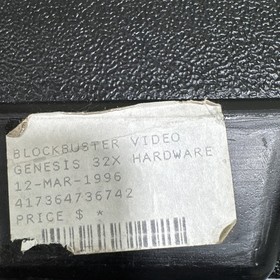 BLOCKBUSTER VIDEO
GENESIS 32X HARDWARE
12-MAR-1996
417364736742
PRICE $ *